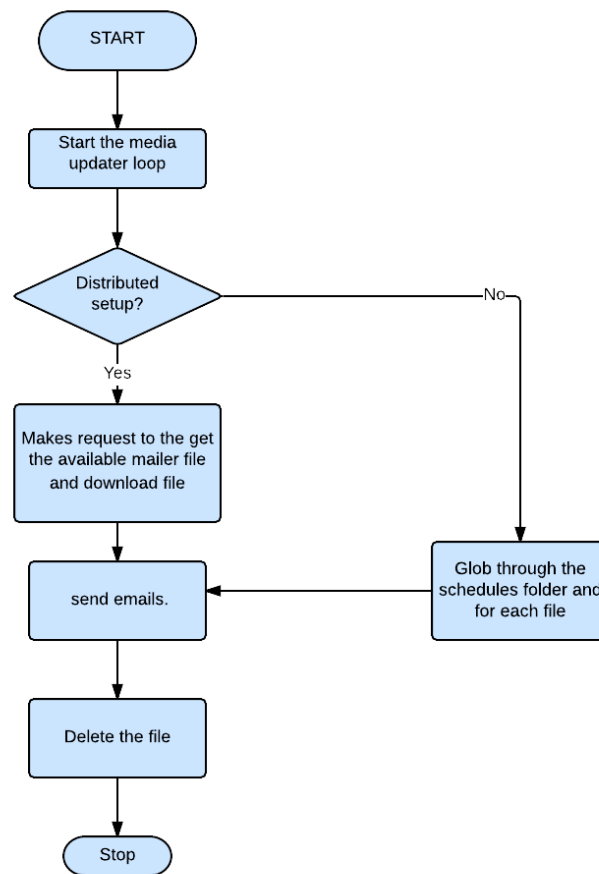 START
Start the media
updater loop
Distributed
setup?
No
Yes
Makes request to the get
the available mailer file
and download file
Glob through the
schedules folder and
for each file
send emails.
Delete the file
Stop